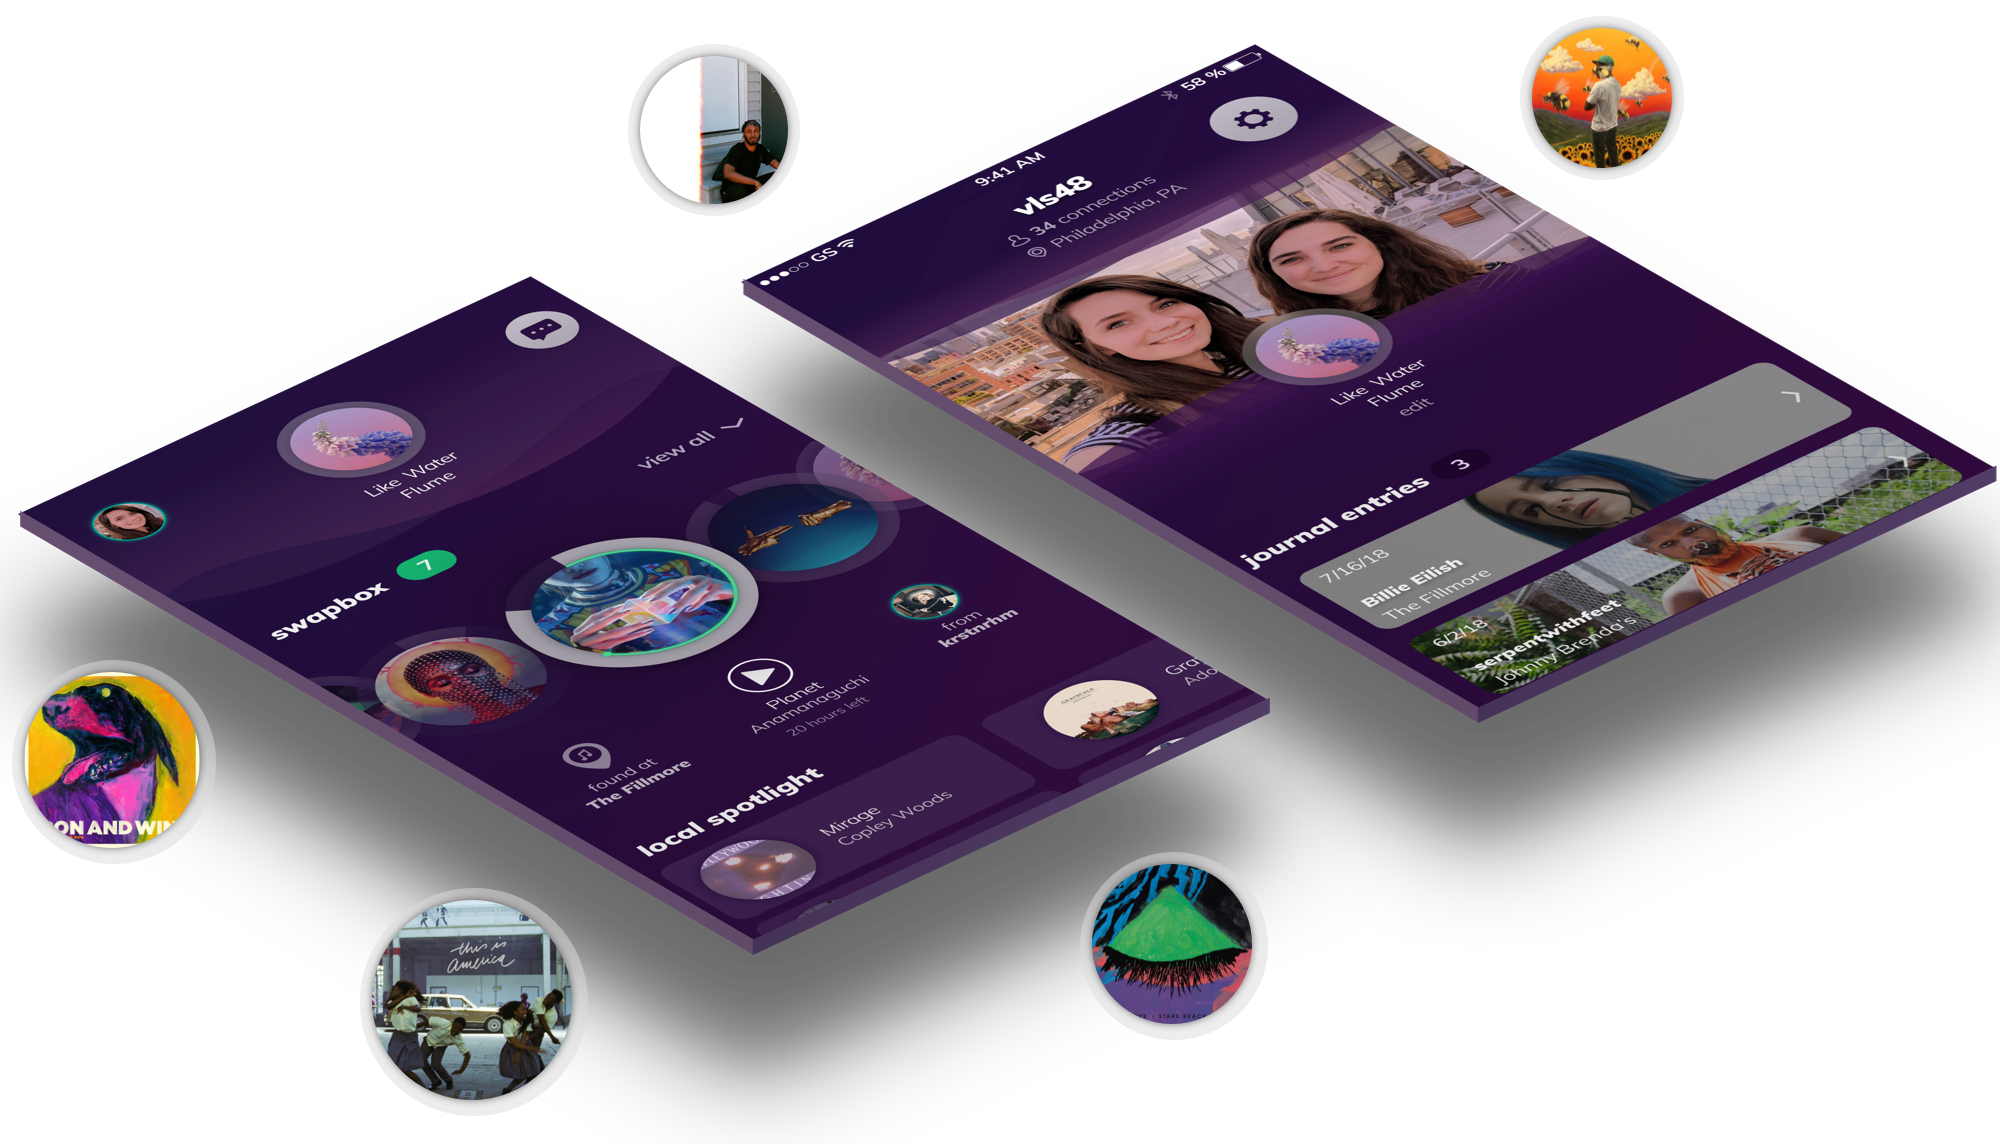 Like Water
Flume
view all
swapbox 7
from
krstnrhm
Planet
Anamanaguchi
20 hours left
found at
The Fillmore
local spotlight
Mirage
Copley Woods
Gra
Ado
GS
9:41 AM
58 %
vls48
34 connections
Philadelphia, PA
Like Water
Flume
edit
journal entries 3
7/16/18
Billie Eilish
The Fillmore
6/2/18
serpentwithfeet
Johnny Brenda's
ON AND WIN
this is
america